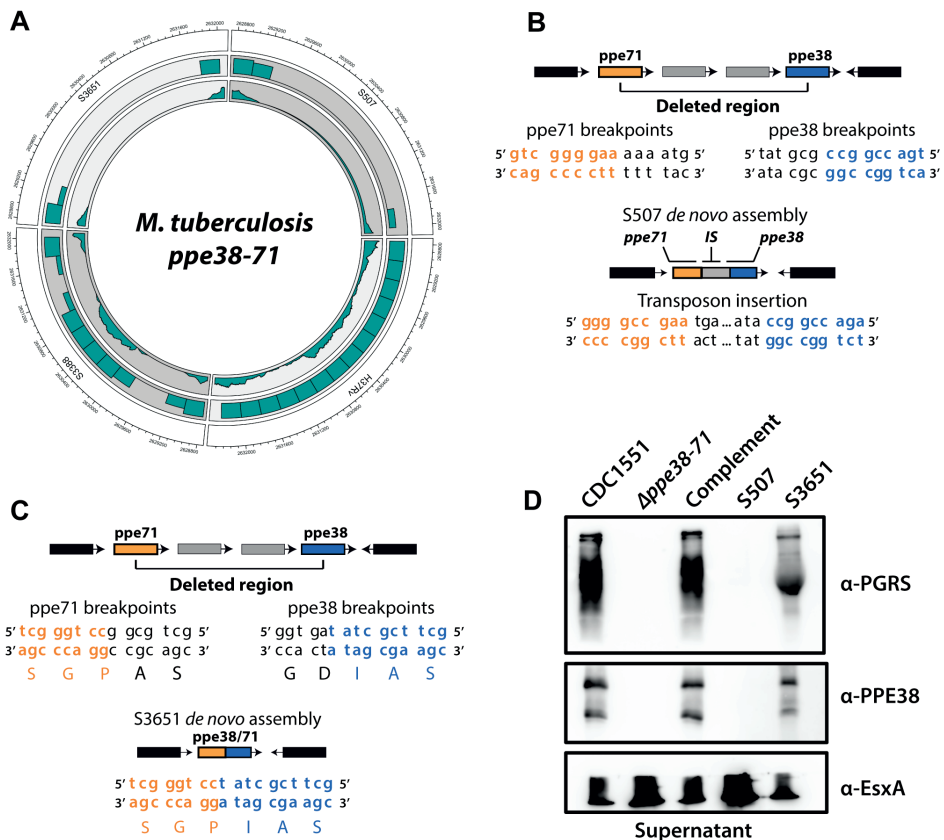 A
M. tuberculosis
ppe38-71
S3651
S507
S3388
H37Rv
B
ppe71 ppe38
Deleted region
ppe71 breakpoints ppe38 breakpoints
5’ gtc ggg gaa aaa atg 5’ 5’ tat gcg ccg gcc agt 5’
3’ cag ccc ctt ttt tac 3’ 3’ ata cgc ggc cgg tca 3’
S507 de novo assembly
ppe71 IS ppe38
Transposon insertion
5’ ggg gcc gaa tga...ata ccg gcc aga 5’
3’ ccc cgg ctt act ... tat ggc cgg tct 3’
C
ppe71 ppe38
Deleted region
ppe71 breakpoints ppe38 breakpoints
5’ tcg ggt ccg gcg tcg 5’ 5’ ggt gat atc gct tcg 5’
3’ agc cca ggc cgc agc 3’ 3’ cca cta tag cga agc 3’
S G P A S G D I A S
S3651 de novo assembly
ppe38/71
5’ tcg ggt cct atc gct tcg 5’
3’ agc cca gga tag cga agc 3’
S G P I A S
D
CDC1551 Δppe38-71 Complement S507 S3651
α-PGRS
α-PPE38
α-EsxA
Supernatant